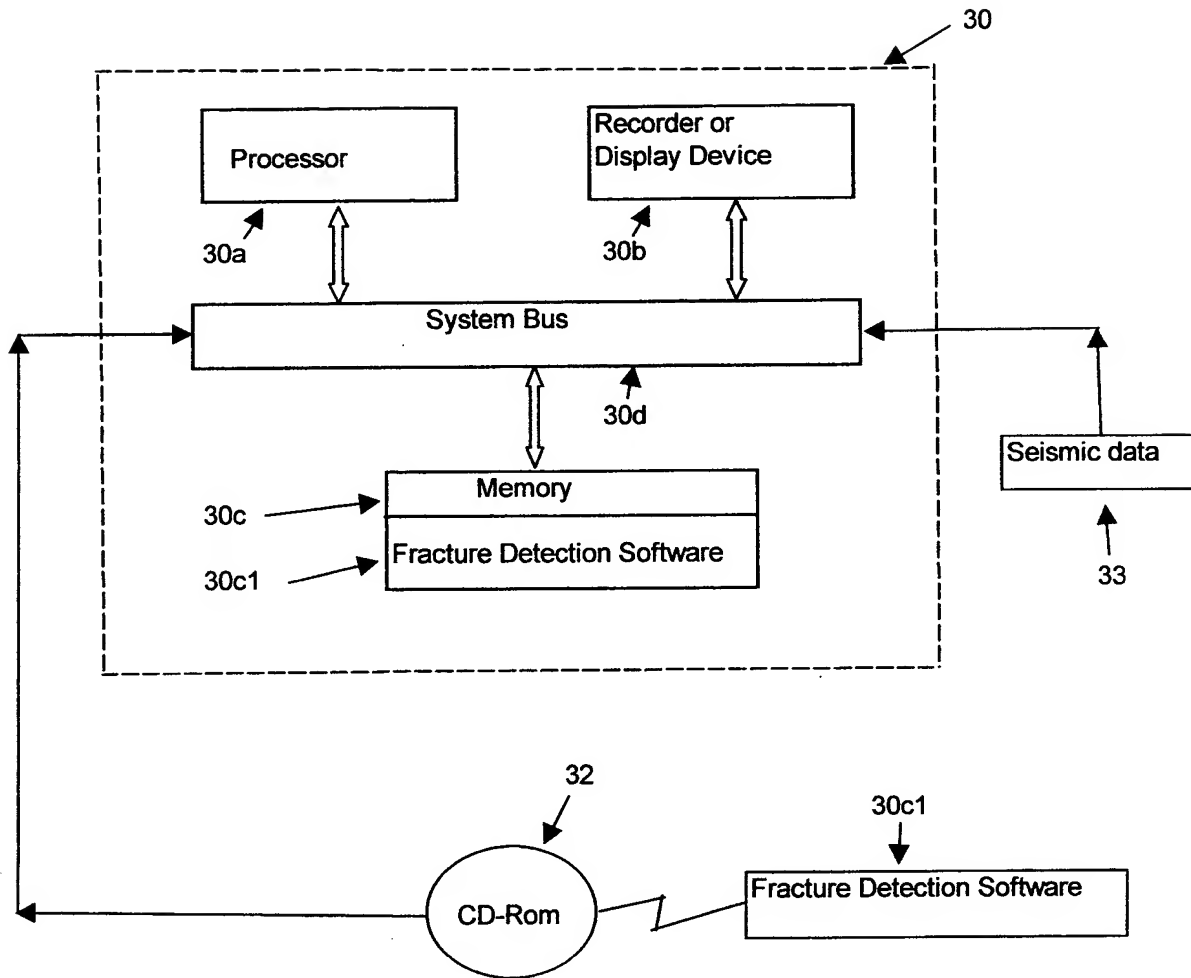 30
Processor
Recorder or
Display Device
30a
30b
System Bus
30d
Seismic data
Memory
30c
Fracture Detection Software
30c1
33
32
30c1
CD-Rom
Fracture Detection Software